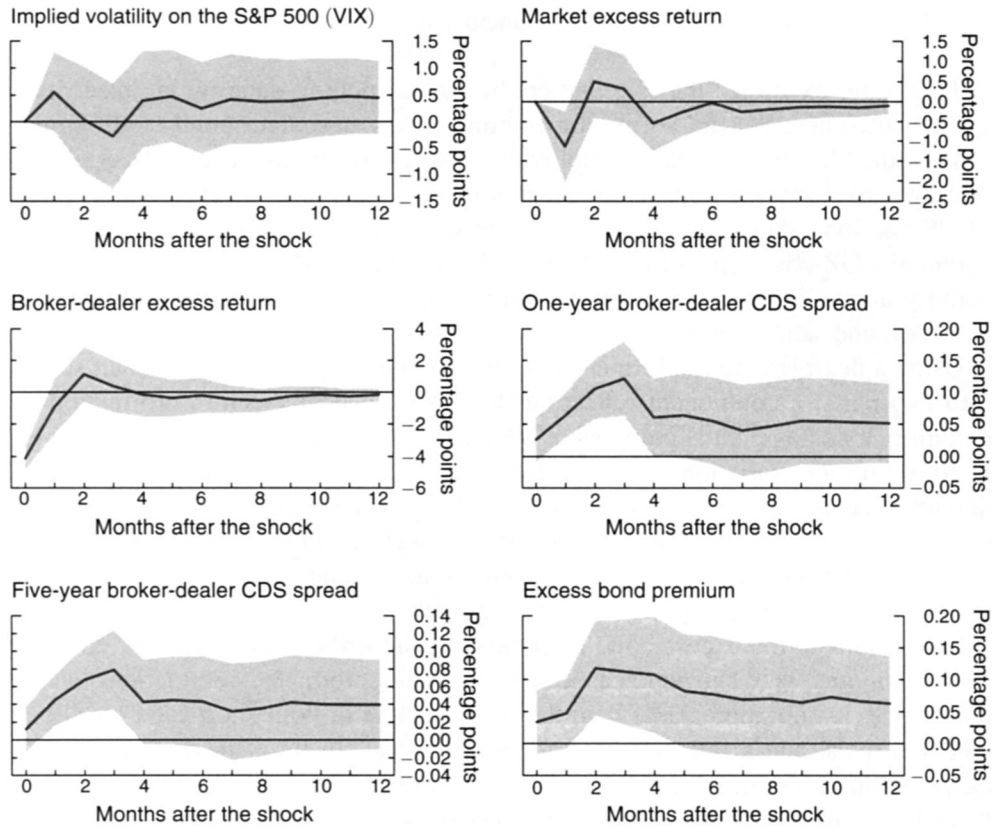 Implied volatility on the S&P 500 (VIX)
1.5
1.0
0.5
0.0
−0.5
−1.0
−1.5
Percentage points
0 2 4 6 8 10 12
Months after the shock
Market excess return
1.5
1.0
0.5
0.0
−0.5
−1.0
−1.5
−2.0
−2.5
Percentage points
0 2 4 6 8 10 12
Months after the shock
Broker-dealer excess return
4
2
0
−2
−4
−6
Percentage points
0 2 4 6 8 10 12
Months after the shock
One-year broker-dealer CDS spread
0.20
0.15
0.10
0.05
0.00
−0.05
Percentage points
0 2 4 6 8 10 12
Months after the shock
Five-year broker-dealer CDS spread
0.14
0.12
0.10
0.08
0.06
0.04
0.02
0.00
−0.02
−0.04
Percentage points
0 2 4 6 8 10 12
Months after the shock
Excess bond premium
0.20
0.15
0.10
0.05
0.00
−0.05
Percentage points
0 2 4 6 8 10 12
Months after the shock